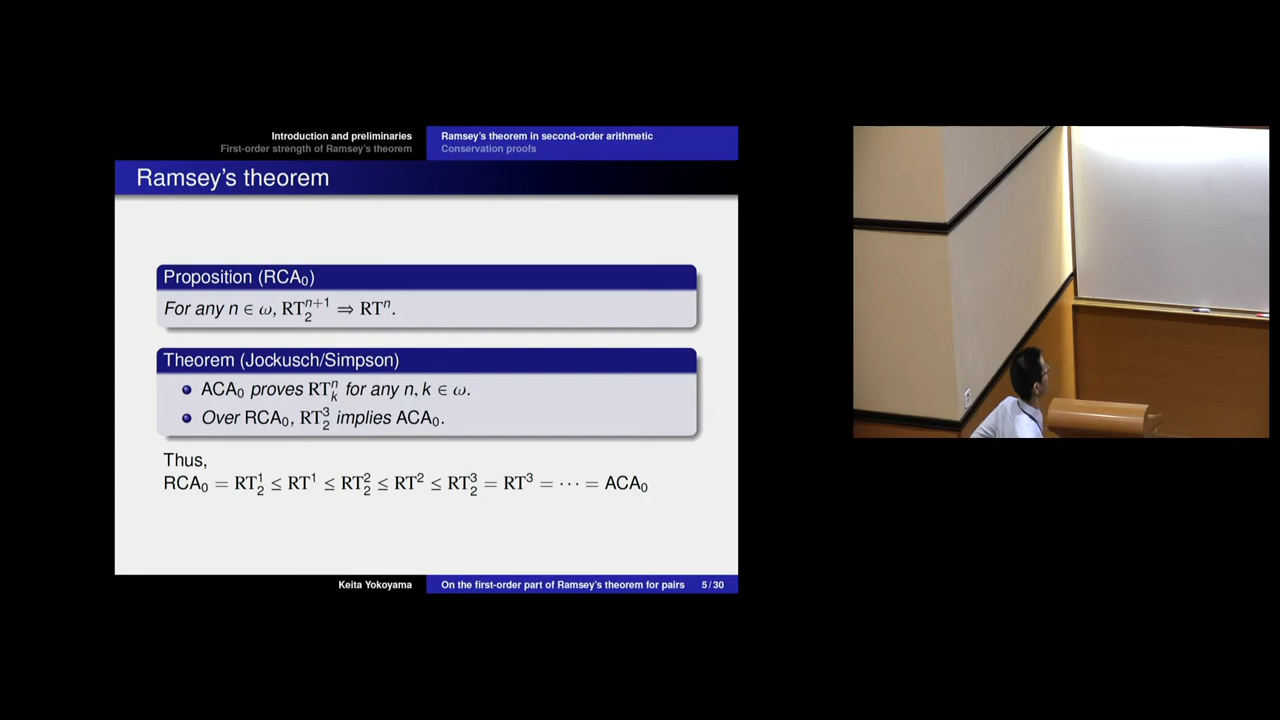 Introduction and preliminaries
First-order strength of Ramsey's theorem
Ramsey's theorem in second-order arithmetic
Conservation proofs
Ramsey's theorem
Proposition (RCA₀)
For any n ∈ ω, RT₂ⁿ⁺¹ ⇒ RTⁿ.
Theorem (Jockusch/Simpson)
ACA₀ proves RTₖⁿ for any n, k ∈ ω.
Over RCA₀, RT₂³ implies ACA₀.
Thus,
RCA₀ = RT₂¹ ≤ RT¹ ≤ RT₂² ≤ RT² ≤ RT₂³ = RT³ = ··· = ACA₀
Keita Yokoyama
On the first-order part of Ramsey's theorem for pairs
5 / 30